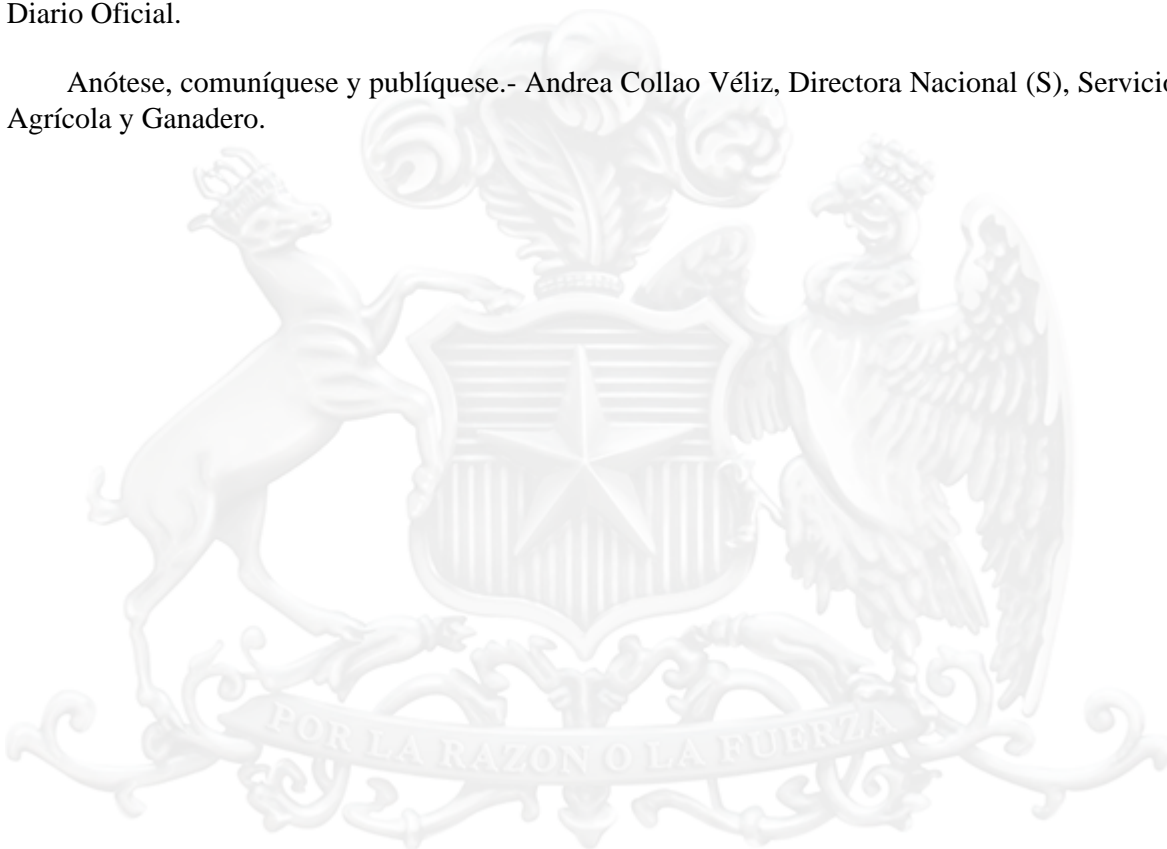 Diario Oficial.
Anótese, comuníquese y publíquese.- Andrea Collao Véliz, Directora Nacional (S), Servicio
Agrícola y Ganadero.
POR LA RAZON O LA FUERZA